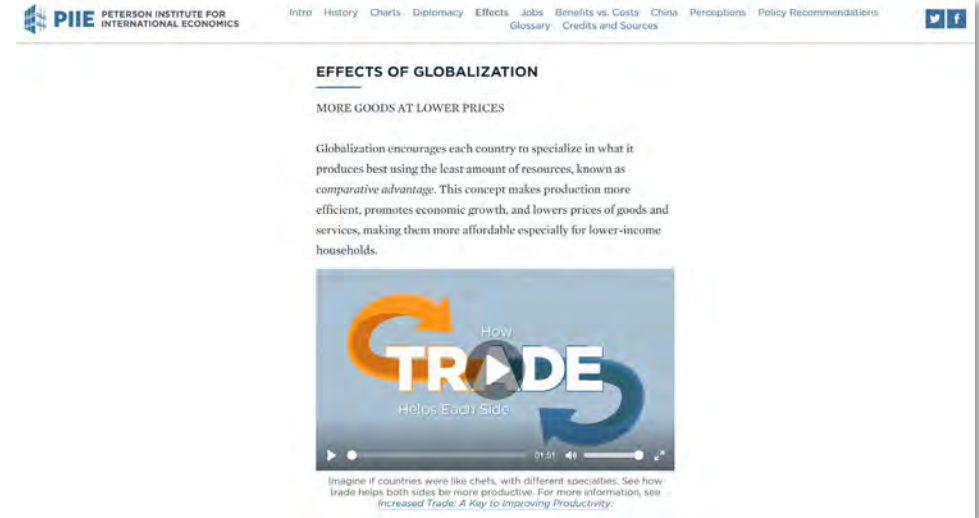 PIIE PETERSON INSTITUTE FOR
INTERNATIONAL ECONOMICS
Intro History Charts Diplomacy Effects Jobs Benefits vs. Costs China Perceptions Policy Recommendations
Glossary Credits and Sources
EFFECTS OF GLOBALIZATION
MORE GOODS AT LOWER PRICES
Globalization encourages each country to specialize in what it
produces best using the least amount of resources, known as
comparative advantage. This concept makes production more
efficient, promotes economic growth, and lowers prices of goods and
services, making them more affordable especially for lower-income
households.
How
TRADE
Helps Each Side
01:51
Imagine if countries were like chefs, with different specialties. See how
trade helps both sides be more productive. For more information, see
Increased Trade: A Key to Improving Productivity.